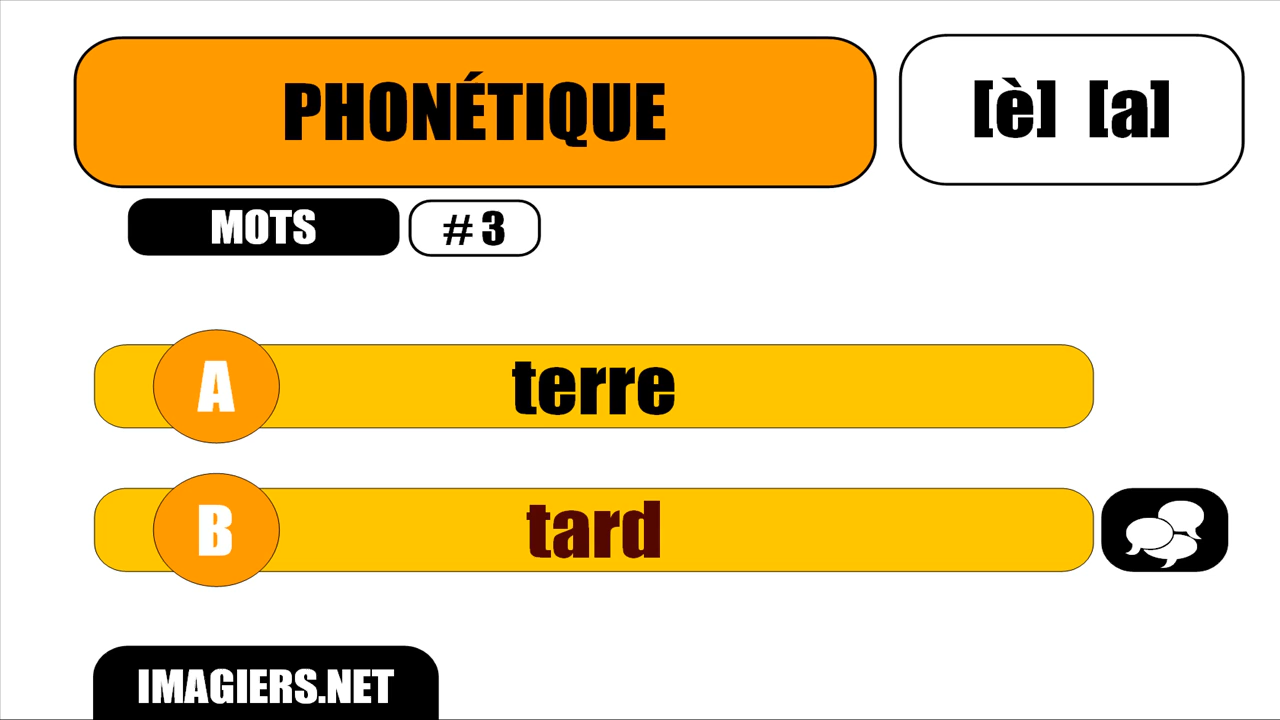 PHONÉTIQUE
[è] [a]
MOTS
# 3
A terre
B tard
IMAGIERS.NET